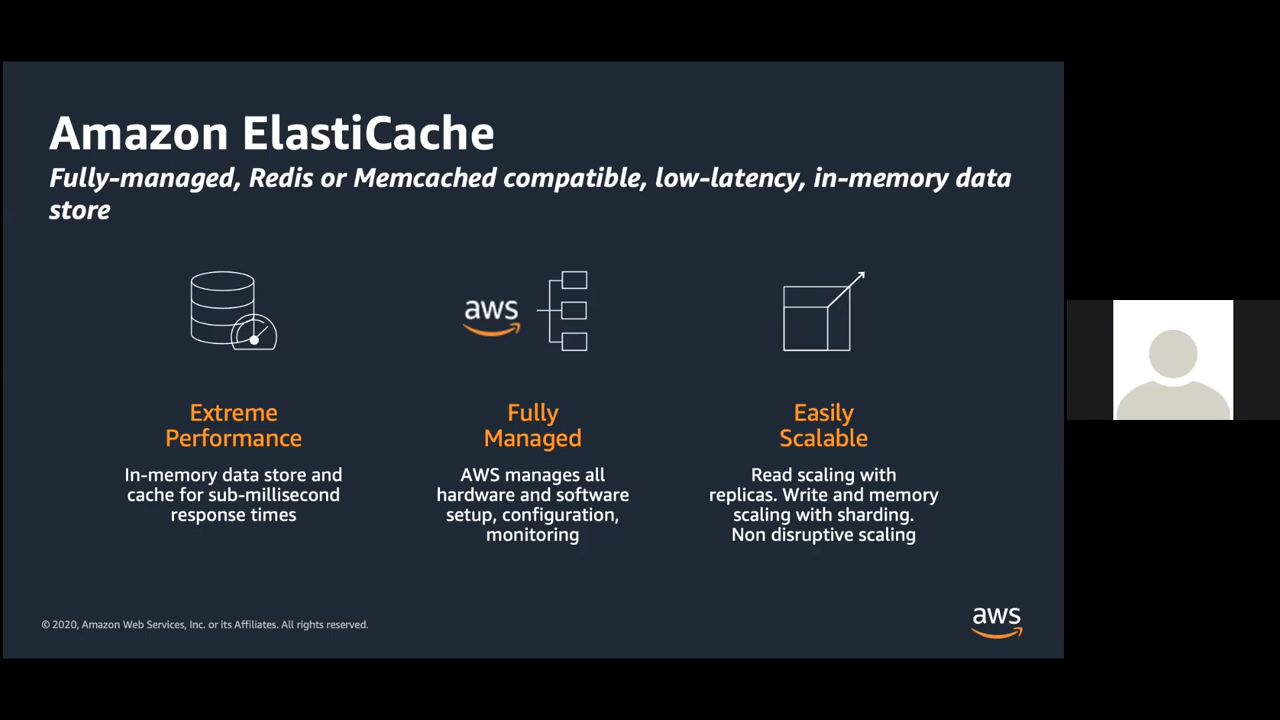 Amazon ElastiCache
Fully-managed, Redis or Memcached compatible, low-latency, in-memory data
store
aws
Extreme
Performance
In-memory data store and
cache for sub-millisecond
response times
Fully
Managed
AWS manages all
hardware and software
setup, configuration,
monitoring
Easily
Scalable
Read scaling with
replicas. Write and memory
scaling with sharding.
Non disruptive scaling
© 2020, Amazon Web Services, Inc. or its Affiliates. All rights reserved.
aws